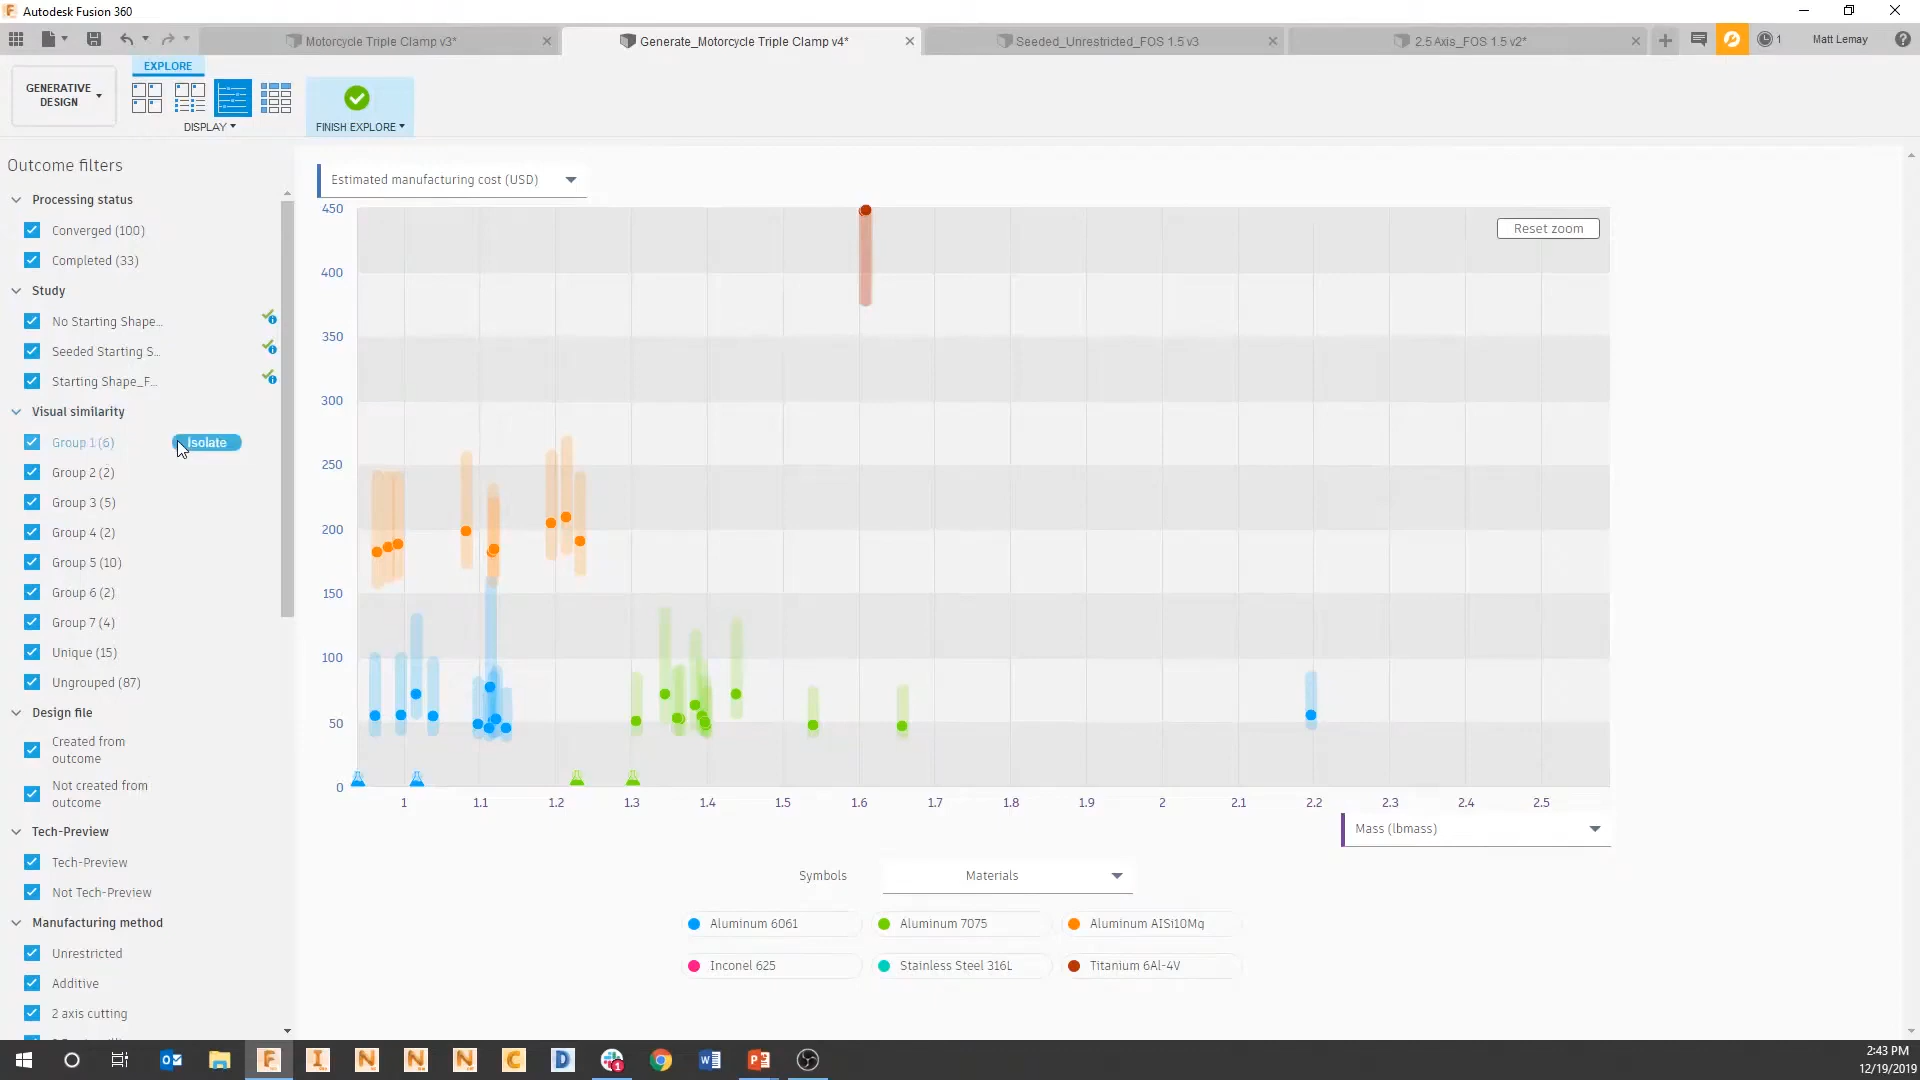 Autodesk Fusion 360
Motorcycle Triple Clamp v3*
Generate_Motorcycle Triple Clamp v4*
Seeded_Unrestricted_FOS 1.5 v3
2.5 Axis_FOS 1.5 v2*
1
Matt Lemay
EXPLORE
GENERATIVE
DESIGN
DISPLAY
FINISH EXPLORE
Outcome filters
Processing status
Converged (100)
Completed (33)
Study
No Starting Shape...
Seeded Starting S...
Starting Shape_F...
Visual similarity
Group 1 (6)
Isolate
Group 2 (2)
Group 3 (5)
Group 4 (2)
Group 5 (10)
Group 6 (2)
Group 7 (4)
Unique (15)
Ungrouped (87)
Design file
Created from
outcome
Not created from
outcome
Tech-Preview
Tech-Preview
Not Tech-Preview
Manufacturing method
Unrestricted
Additive
2 axis cutting
Estimated manufacturing cost (USD)
Reset zoom
450
400
350
300
250
200
150
100
50
0
1 1.1 1.2 1.3 1.4 1.5 1.6 1.7 1.8 1.9 2 2.1 2.2 2.3 2.4 2.5
Mass (lbmass)
Symbols
Materials
Aluminum 6061
Aluminum 7075
Aluminum AlSi10Mg
Inconel 625
Stainless Steel 316L
Titanium 6Al-4V
2:43 PM
12/19/2019